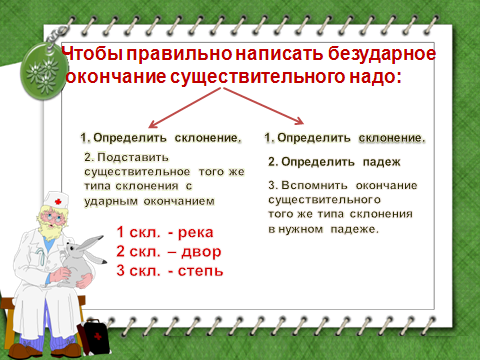 Чтобы правильно написать безударное
окончание существительного надо:
1. Определить склонение.
2. Подставить
существительное того же
типа склонения с
ударным окончанием
1 скл. - река
2 скл. – двор
3 скл. - степь
1. Определить склонение.
2. Определить падеж
3. Вспомнить окончание
существительного
того же типа склонения
в нужном падеже.